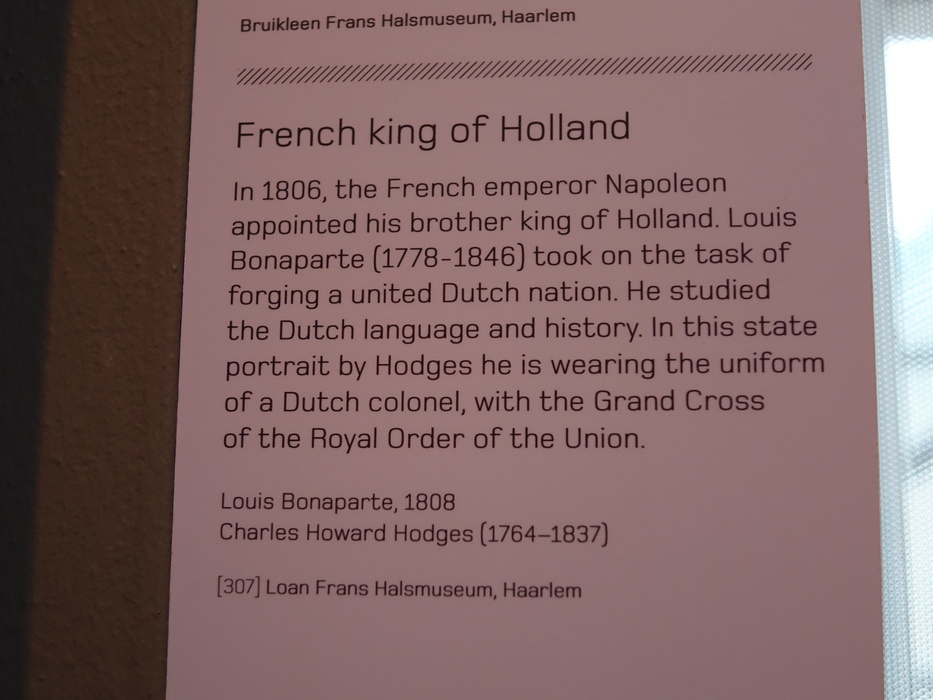 Bruikleen Frans Halsmuseum, Haarlem
French king of Holland
In 1806, the French emperor Napoleon
appointed his brother king of Holland. Louis
Bonaparte (1778-1846) took on the task of
forging a united Dutch nation. He studied
the Dutch language and history. In this state
portrait by Hodges he is wearing the uniform
of a Dutch colonel, with the Grand Cross
of the Royal Order of the Union.
Louis Bonaparte, 1808
Charles Howard Hodges (1764–1837)
[307] Loan Frans Halsmuseum, Haarlem